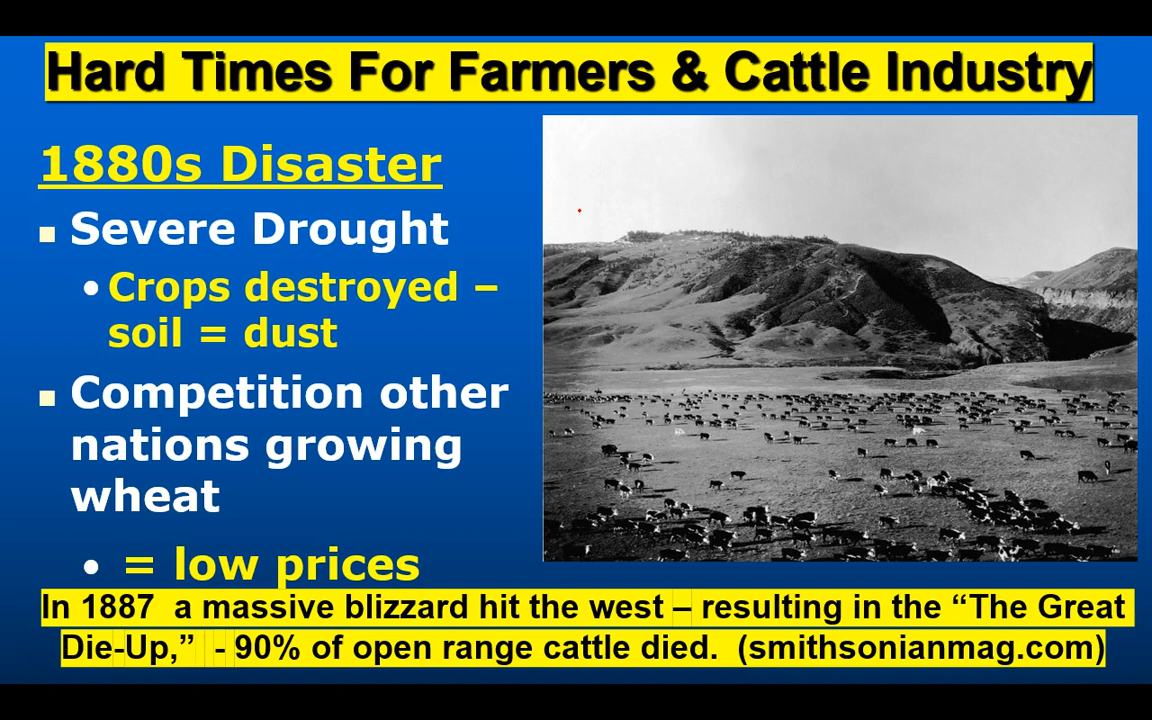 Hard Times For Farmers & Cattle Industry
1880s Disaster
Severe Drought
Crops destroyed –
soil = dust
Competition other
nations growing
wheat
= low prices
In 1887 a massive blizzard hit the west – resulting in the “The Great
Die-Up,” - 90% of open range cattle died. (smithsonianmag.com)